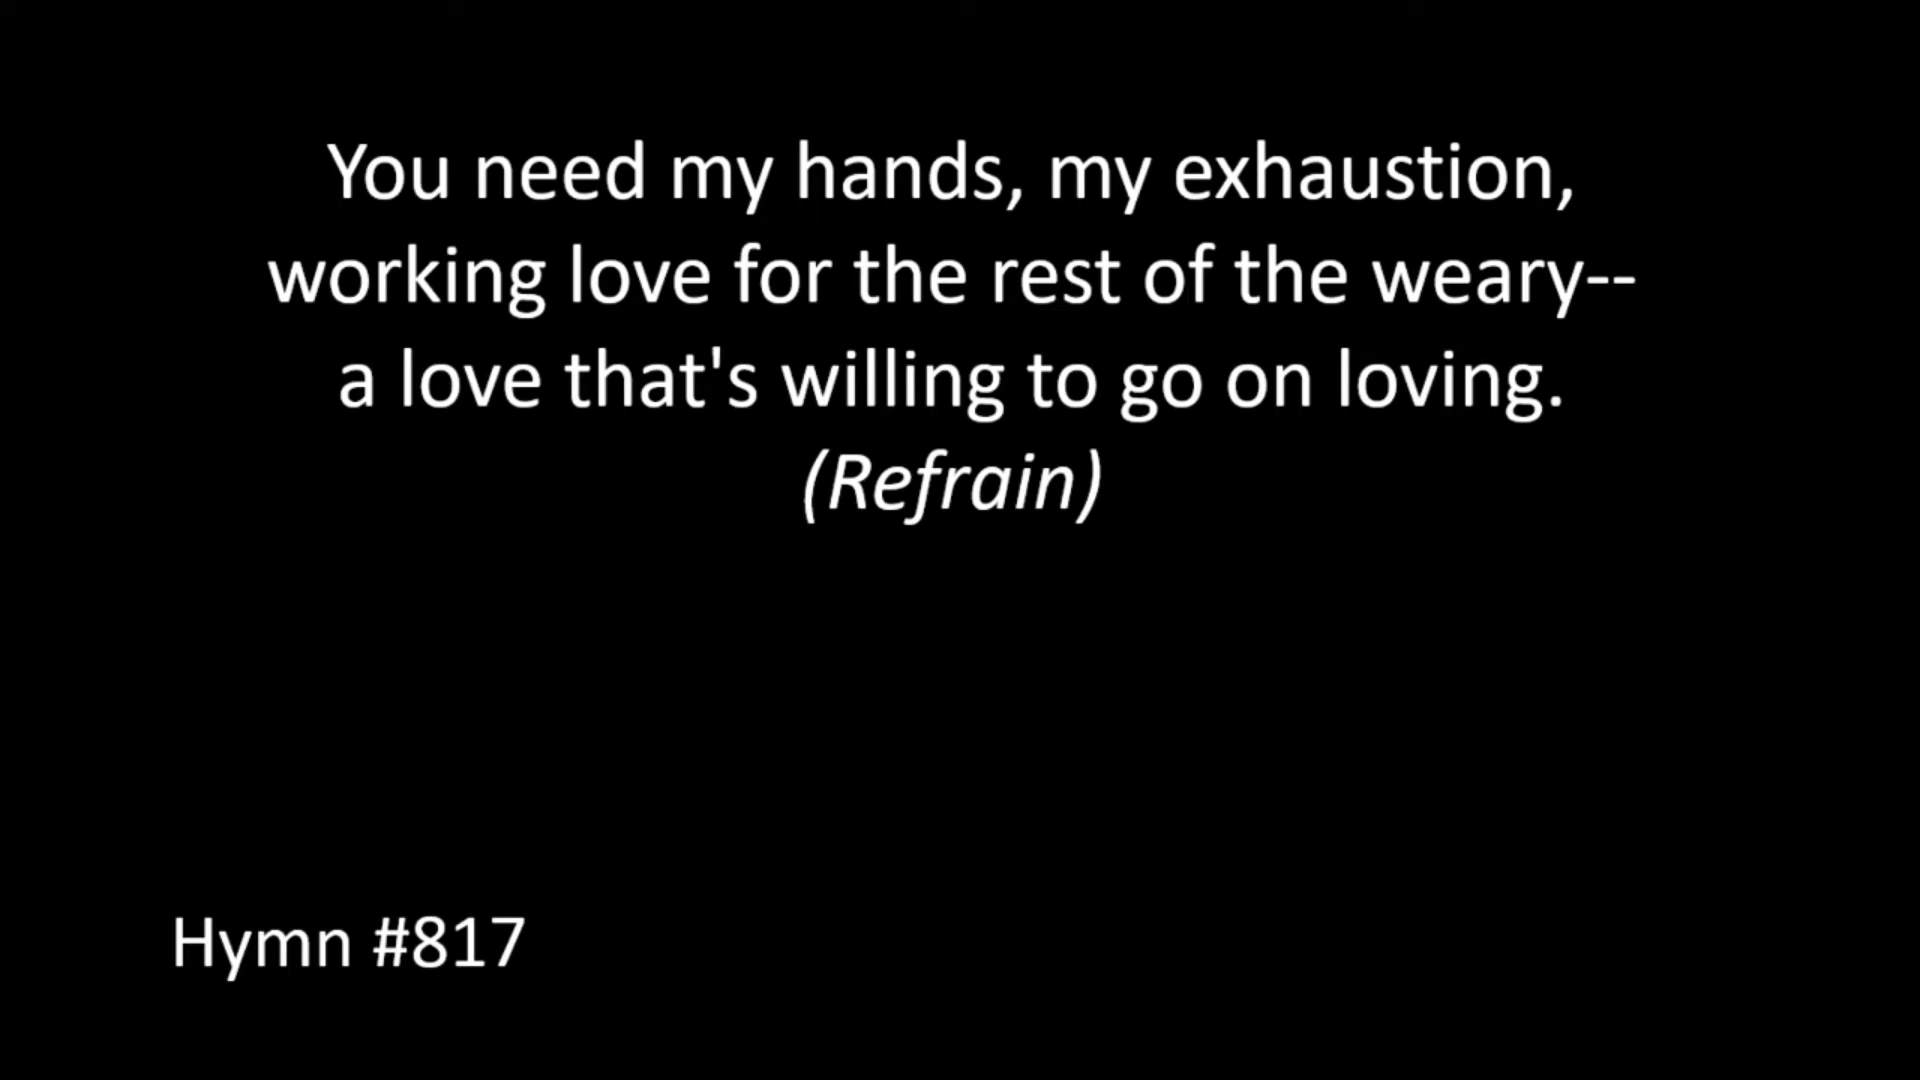 You need my hands, my exhaustion,
working love for the rest of the weary--
a love that's willing to go on loving.
(Refrain)
Hymn #817